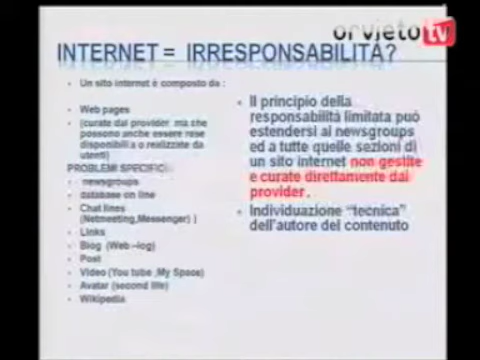 orvieto tv
INTERNET = IRRESPONSABILITÀ?
Un sito internet è composto da :
Web pages
(curate dal provider ma che
possono anche essere rese
disponibili a o realizzate da
utenti)
PROBLEMI SPECIFICI:
newsgroups
database on line
Chat lines
(Netmeeting,Messenger) )
Links
Blog (Web –log)
Post
Video (You tube ,My Space)
Avatar (second life)
Wikipedia
Il principio della
responsabilità limitata può
estendersi ai newsgroups
ed a tutte quelle sezioni di
un sito internet non gestite
e curate direttamente dal
provider.
Individuazione "tecnica"
dell'autore del contenuto